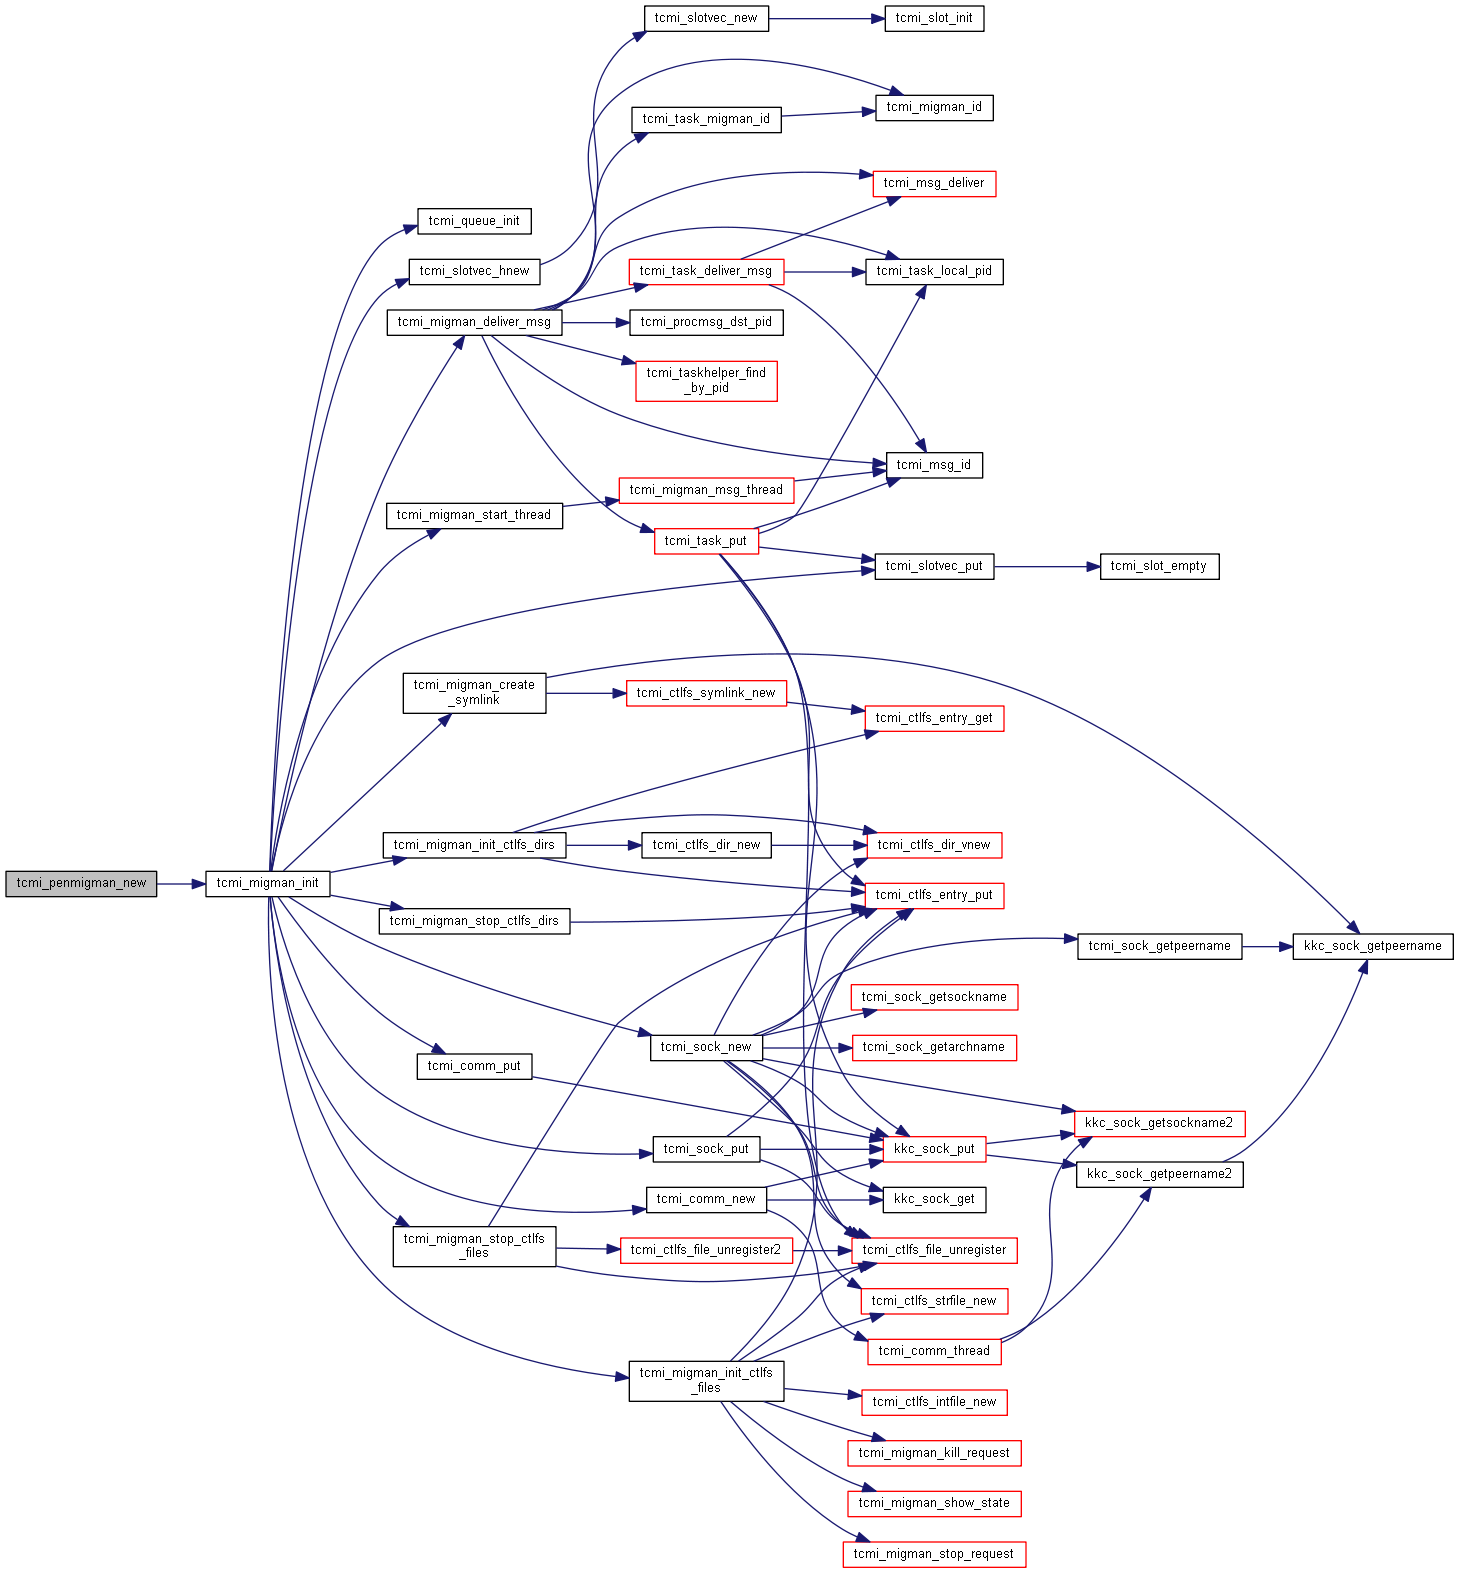 tcmi_slotvec_new
tcmi_slot_init
tcmi_migman_id
tcmi_task_migman_id
tcmi_msg_deliver
tcmi_queue_init
tcmi_slotvec_hnew
tcmi_task_deliver_msg
tcmi_task_local_pid
tcmi_migman_deliver_msg
tcmi_procmsg_dst_pid
tcmi_taskhelper_find
_by_pid
tcmi_msg_id
tcmi_migman_msg_thread
tcmi_migman_start_thread
tcmi_task_put
tcmi_slotvec_put
tcmi_slot_empty
tcmi_migman_create
_symlink
tcmi_ctlfs_symlink_new
tcmi_ctlfs_entry_get
tcmi_migman_init_ctlfs_dirs
tcmi_ctlfs_dir_new
tcmi_ctlfs_dir_vnew
tcmi_penmigman_new
tcmi_migman_init
tcmi_ctlfs_entry_put
tcmi_migman_stop_ctlfs_dirs
tcmi_sock_getpeername
kkc_sock_getpeername
tcmi_sock_getsockname
tcmi_sock_new
tcmi_sock_getarchname
tcmi_comm_put
kkc_sock_getsockname2
tcmi_sock_put
kkc_sock_put
kkc_sock_getpeername2
tcmi_comm_new
kkc_sock_get
tcmi_migman_stop_ctlfs
_files
tcmi_ctlfs_file_unregister2
tcmi_ctlfs_file_unregister
tcmi_ctlfs_strfile_new
tcmi_comm_thread
tcmi_migman_init_ctlfs
_files
tcmi_ctlfs_intfile_new
tcmi_migman_kill_request
tcmi_migman_show_state
tcmi_migman_stop_request